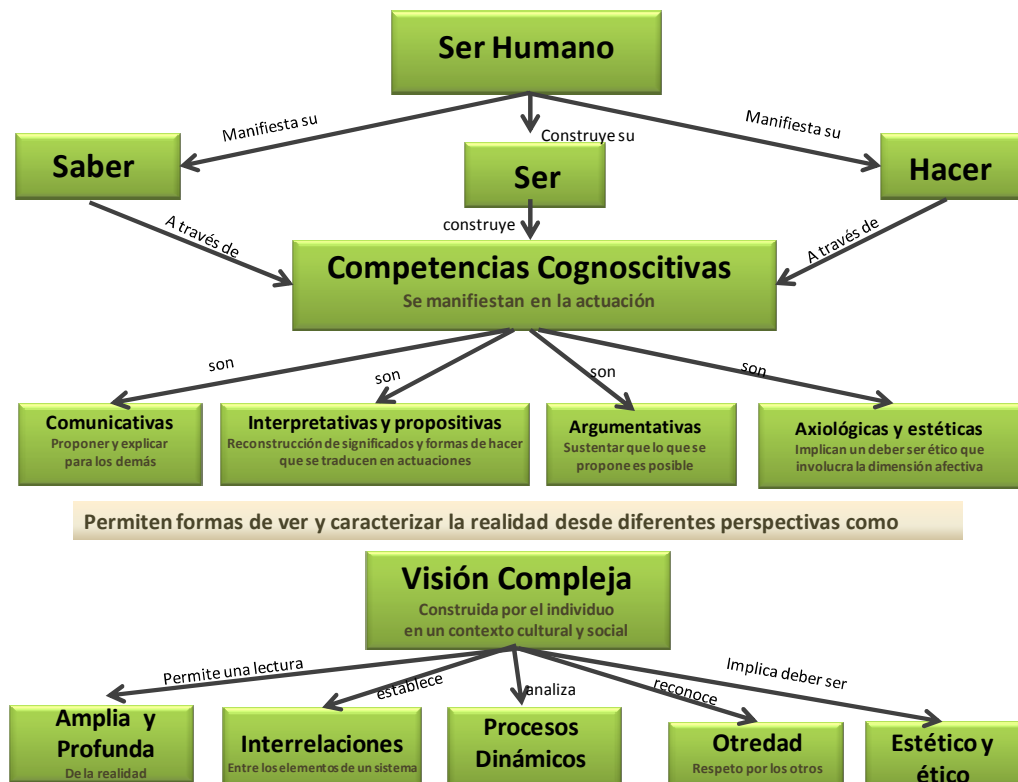 Ser Humano
Manifiesta su
Construye su
Manifiesta su
Saber
Ser
Hacer
A través de
construye
A través de
Competencias Cognoscitivas
Se manifiestan en la actuación
son
son
son
son
Comunicativas
Proponer y explicar
para los demás
Interpretativas y propositivas
Reconstrucción de significados y formas de hacer
que se traducen en actuaciones
Argumentativas
Sustentar que lo que se
propone es posible
Axiológicas y estéticas
Implican un deber ser ético que
involucra la dimensión afectiva
Permiten formas de ver y caracterizar la realidad desde diferentes perspectivas como
Visión Compleja
Construida por el individuo
en un contexto cultural y social
Permite una lectura
establece
analiza
reconoce
Implica deber ser
Amplia y
Profunda
De la realidad
Interrelaciones
Entre los elementos de un sistema
Procesos
Dinámicos
Otredad
Respeto por los otros
Estético y
ético